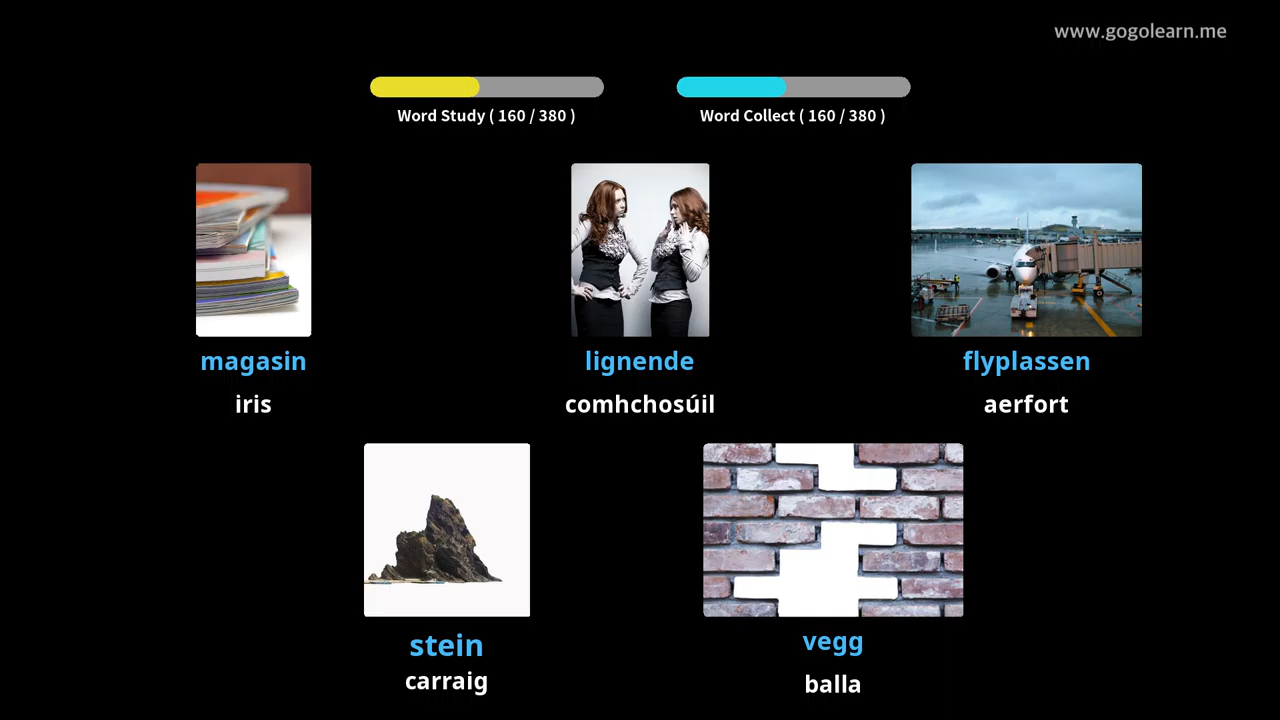 www.gogolearn.me
Word Study ( 160 / 380 )
Word Collect ( 160 / 380 )
magasin
iris
lignende
comhchosúil
flyplassen
aerfort
stein
carraig
vegg
balla